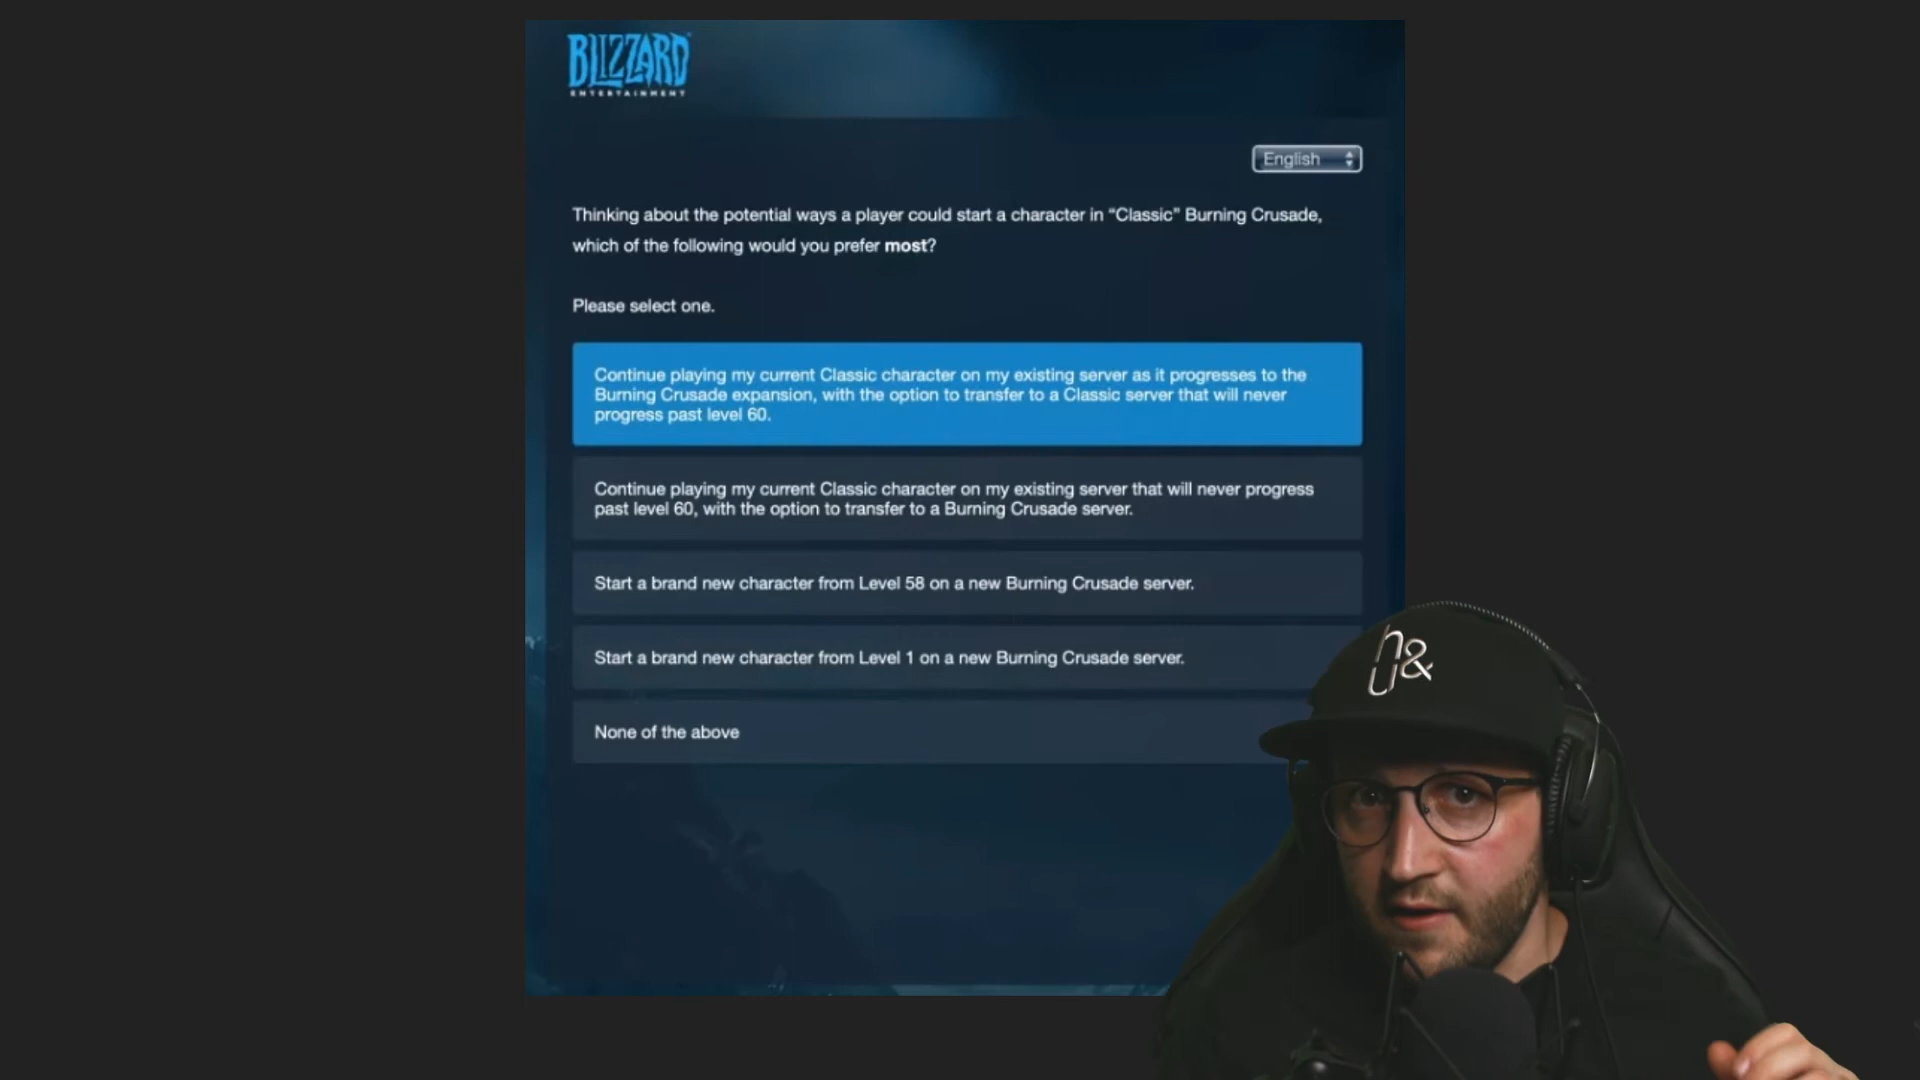 BLIZZARD
ENTERTAINMENT
English
Thinking about the potential ways a player could start a character in “Classic” Burning Crusade,
which of the following would you prefer most?
Please select one.
Continue playing my current Classic character on my existing server as it progresses to the
Burning Crusade expansion, with the option to transfer to a Classic server that will never
progress past level 60.
Continue playing my current Classic character on my existing server that will never progress
past level 60, with the option to transfer to a Burning Crusade server.
Start a brand new character from Level 58 on a new Burning Crusade server.
Start a brand new character from Level 1 on a new Burning Crusade server.
None of the above